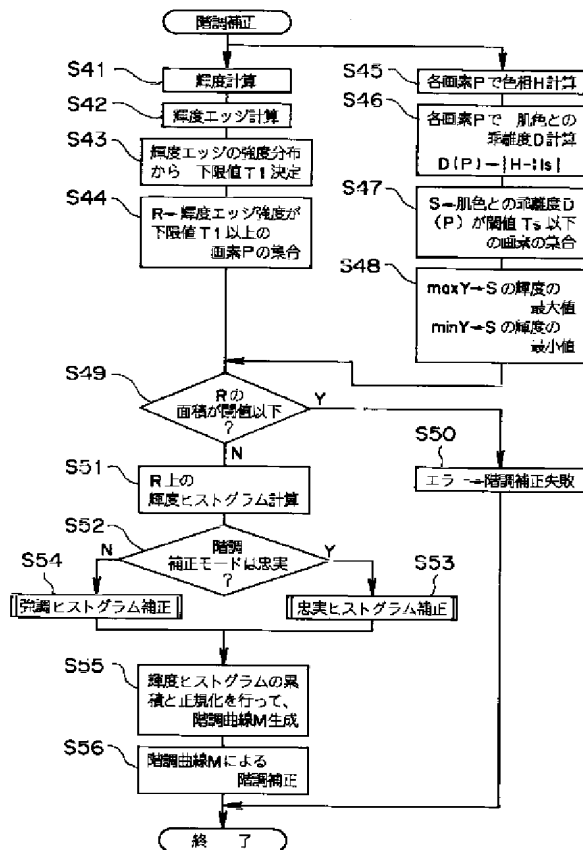 階調補正
S41
輝度計算
S42
輝度エッジ計算
S43
輝度エッジの強度分布
から 下限値T1決定
S44
R←輝度エッジ強度が
下限値T1以上の
画素Pの集合
S45
各画素Pで色相H計算
S46
各画素Pで 肌色との
乖離度D計算
D(P)←|H-Hs|
S47
S←肌色との乖離度D
(P)が閾値Ts以下
の画素の集合
S48
maxY←Sの輝度の
最大値
minY←Sの輝度の
最小値
S49
Rの
面積が閾値以下
?
Y
N
S50
エラー→階調補正失敗
S51
R上の
輝度ヒストグラム計算
S52
階調
補正モードは忠実
?
N
Y
S54
強調ヒストグラム補正
S53
忠実ヒストグラム補正
S55
輝度ヒストグラムの累
積と正規化を行って、
階調曲線M生成
S56
階調曲線Mによる
階調補正
終 了